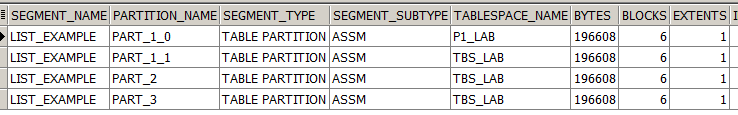 SEGMENT_NAME PARTITION_NAME SEGMENT_TYPE SEGMENT_SUBTYPE TABLESPACE_NAME BYTES BLOCKS EXTENTS
LIST_EXAMPLE PART_1_0 TABLE PARTITION ASSM P1_LAB 196608 6 1
LIST_EXAMPLE PART_1_1 TABLE PARTITION ASSM TBS_LAB 196608 6 1
LIST_EXAMPLE PART_2 TABLE PARTITION ASSM TBS_LAB 196608 6 1
LIST_EXAMPLE PART_3 TABLE PARTITION ASSM TBS_LAB 196608 6 1